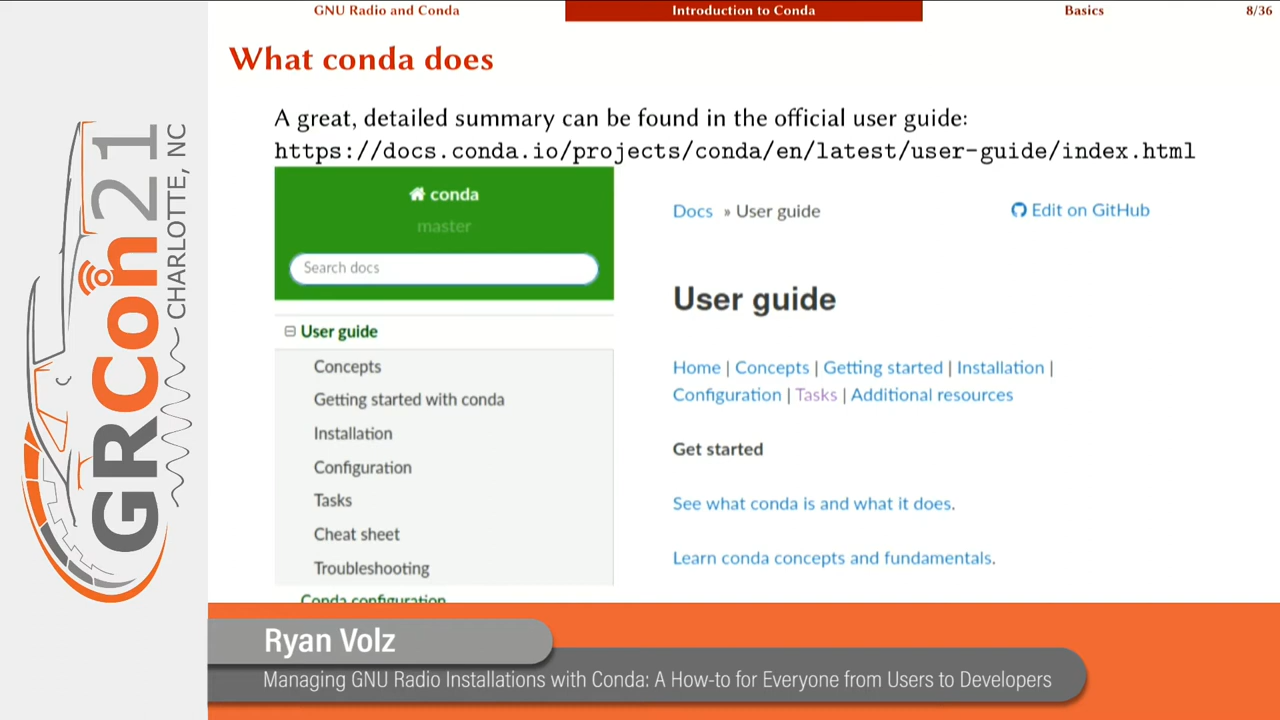 GNU Radio and Conda
Introduction to Conda
Basics
8/36
What conda does
A great, detailed summary can be found in the official user guide:
https://docs.conda.io/projects/conda/en/latest/user-guide/index.html
conda
master
Search docs
User guide
Concepts
Getting started with conda
Installation
Configuration
Tasks
Cheat sheet
Troubleshooting
Conda configuration
Docs » User guide
Edit on GitHub
User guide
Home | Concepts | Getting started | Installation |
Configuration | Tasks | Additional resources
Get started
See what conda is and what it does.
Learn conda concepts and fundamentals.
GRCon21
CHARLOTTE, NC
Ryan Volz
Managing GNU Radio Installations with Conda: A How-to for Everyone from Users to Developers